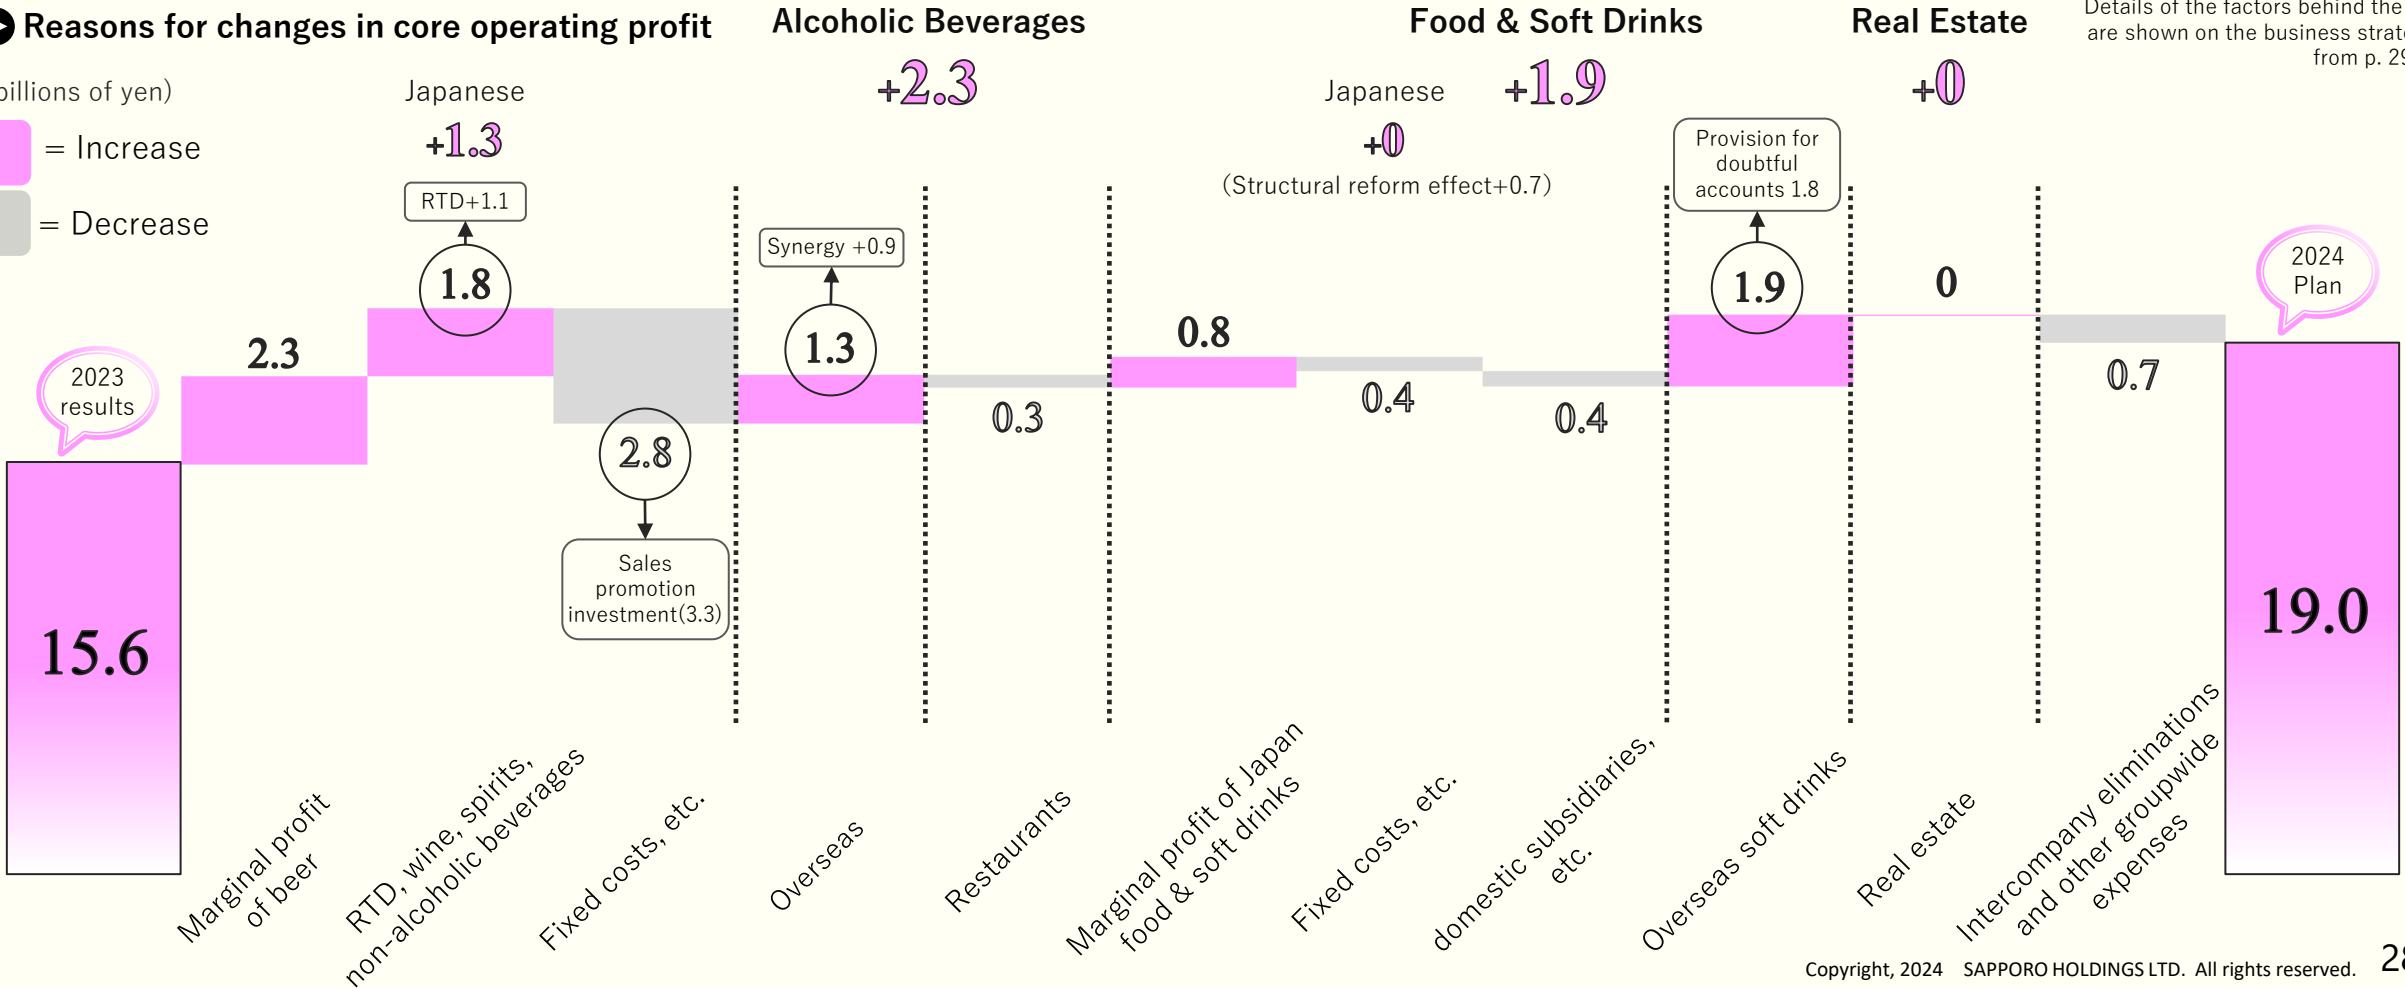 Reasons for changes in core operating profit
Alcoholic Beverages
Food & Soft Drinks
Real Estate
Details of the factors behind the
are shown on the business
from p.
of yen)
= Increase
= Decrease
Japanese
+1.3
+2.3
Japanese
+0
(Structural reform effect+0.7)
+1.9
+0
RTD+1.1
Synergy +0.9
Provision for
doubtful
accounts 1.8
2023
results
15.6
2.3
1.8
2.8
Sales
promotion
investment(3.3)
1.3
0.3
0.8
0.4
0.4
1.9
0
0.7
2024
Plan
19.0
Marginal profit
of beer
RTD, wine, spirits,
non-alcoholic beverages
Fixed costs, etc.
Overseas
Restaurants
Marginal profit of Japan
food & soft drinks
Fixed costs, etc.
domestic subsidiaries,
etc.
Overseas soft drinks
Real estate
Intercompany eliminations
and other groupwide
expenses
Copyright, 2024 SAPPORO HOLDINGS LTD. All rights reserved.